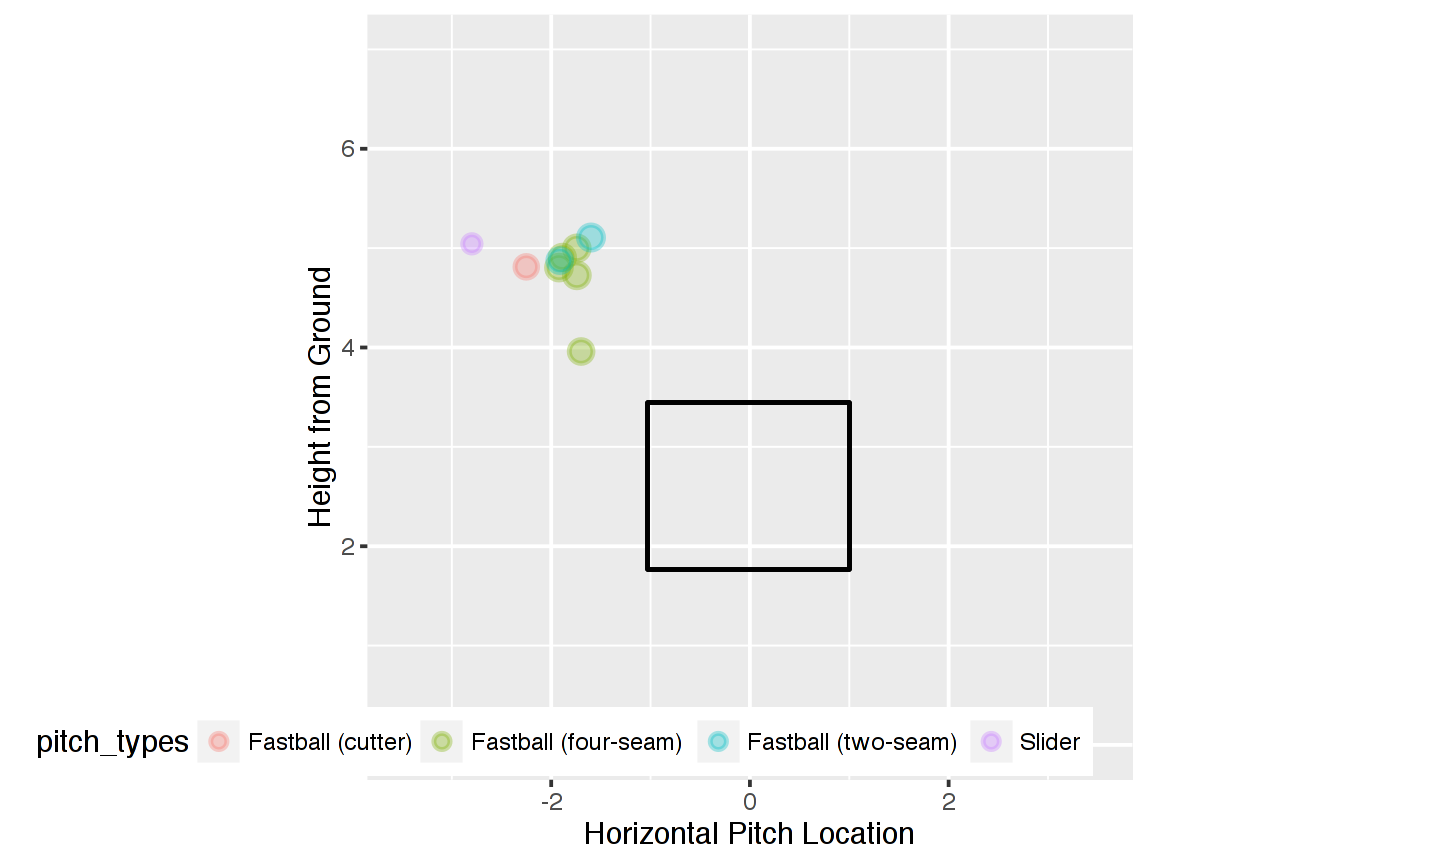 6
4
2
Height from Ground
pitch_types Fastball (cutter) Fastball (four-seam) Fastball (two-seam) Slider
-2 0 2
Horizontal Pitch Location